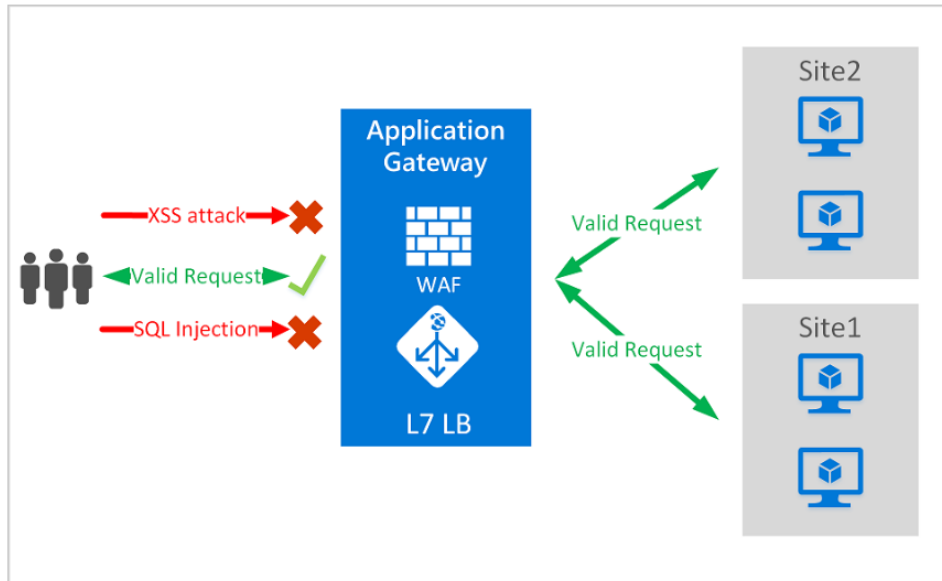 Application
Gateway
XSS attack
Valid Request
SQL Injection
WAF
L7 LB
Valid Request
Valid Request
Site2
Site1